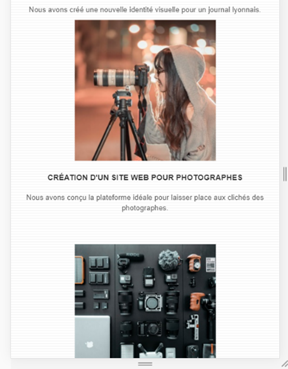 Nous avons créé une nouvelle identité visuelle pour un journal lyonnais.
CRÉATION D'UN SITE WEB POUR PHOTOGRAPHES
Nous avons conçu la plateforme idéale pour laisser place aux clichés des
photographes.